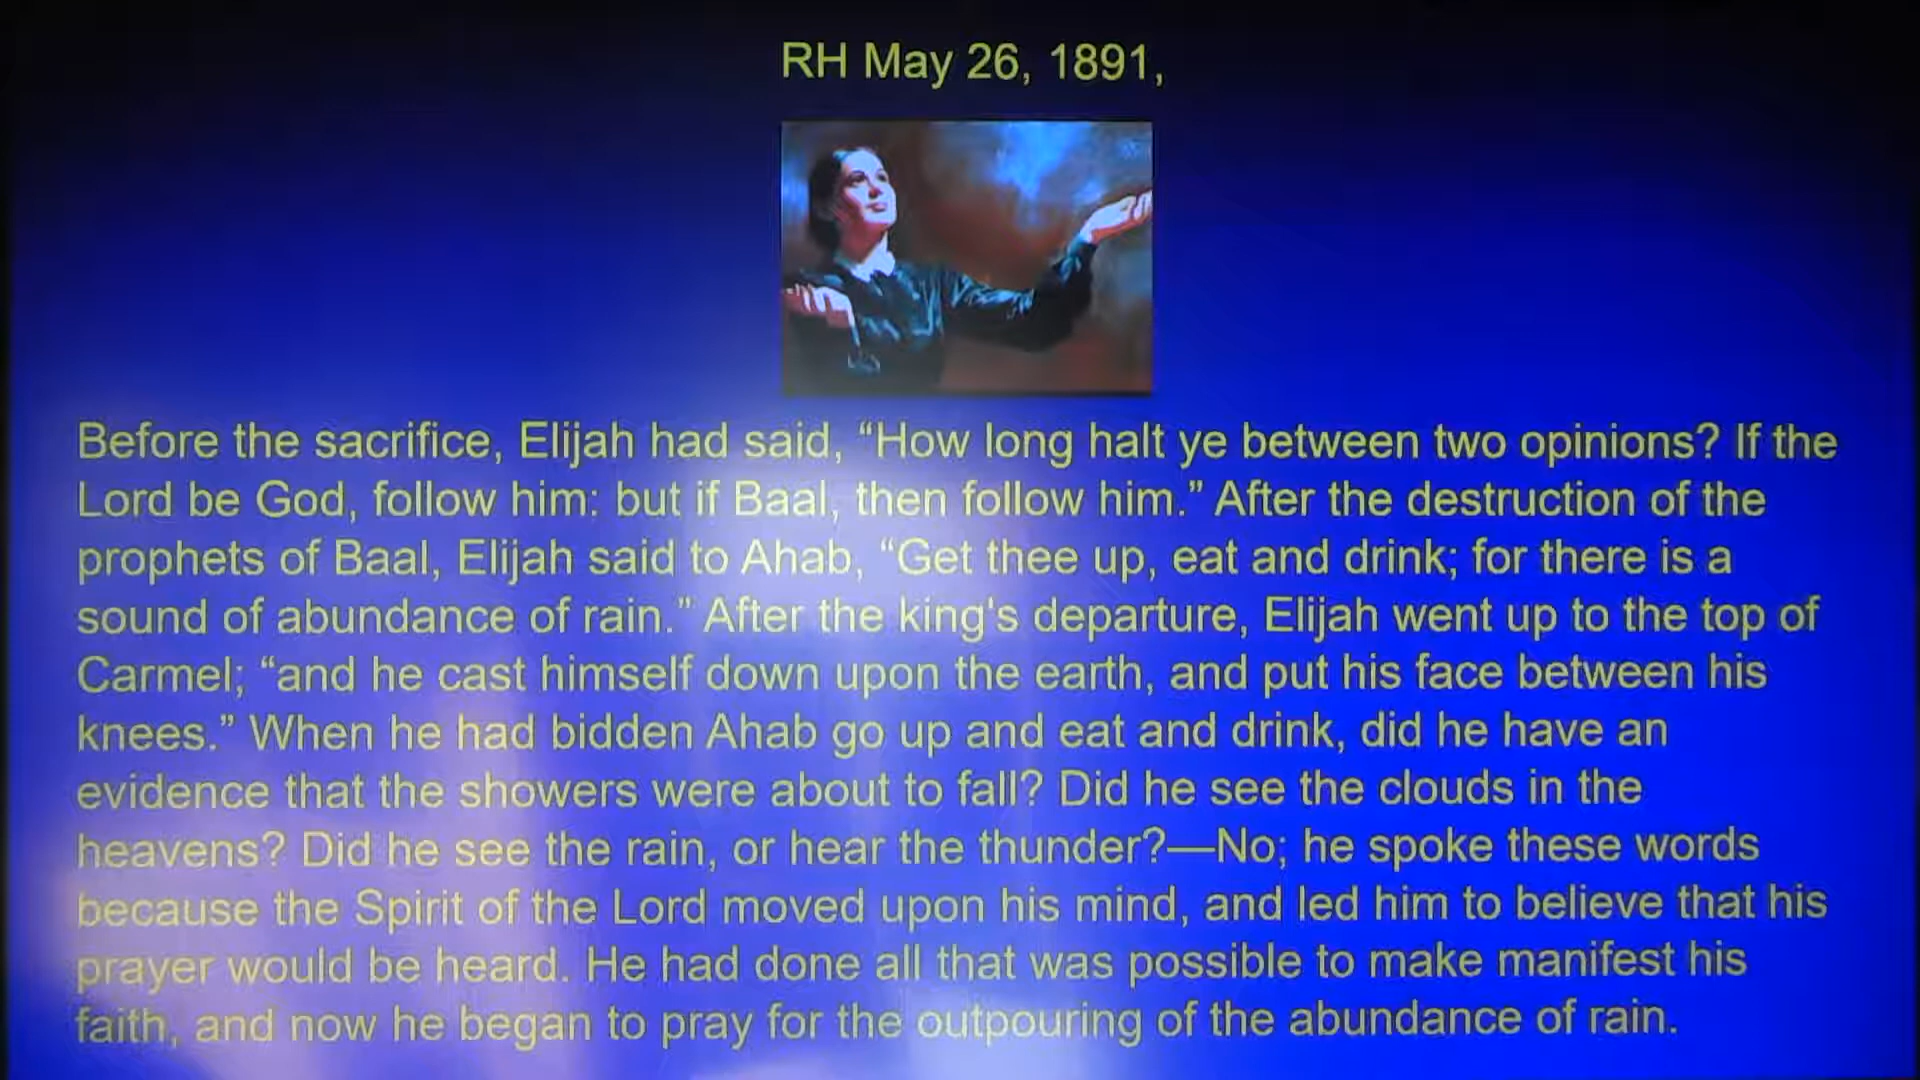 RH May 26, 1891,
Before the sacrifice, Elijah had said, “How long halt ye between two opinions? If the
Lord be God, follow him: but if Baal, then follow him.” After the destruction of the
prophets of Baal, Elijah said to Ahab, “Get thee up, eat and drink; for there is a
sound of abundance of rain.” After the king's departure, Elijah went up to the top of
Carmel; “and he cast himself down upon the earth, and put his face between his
knees.” When he had bidden Ahab go up and eat and drink, did he have an
evidence that the showers were about to fall? Did he see the clouds in the
heavens? Did he see the rain, or hear the thunder?—No; he spoke these words
because the Spirit of the Lord moved upon his mind, and led him to believe that his
prayer would be heard. He had done all that was possible to make manifest his
faith, and now he began to pray for the outpouring of the abundance of rain.